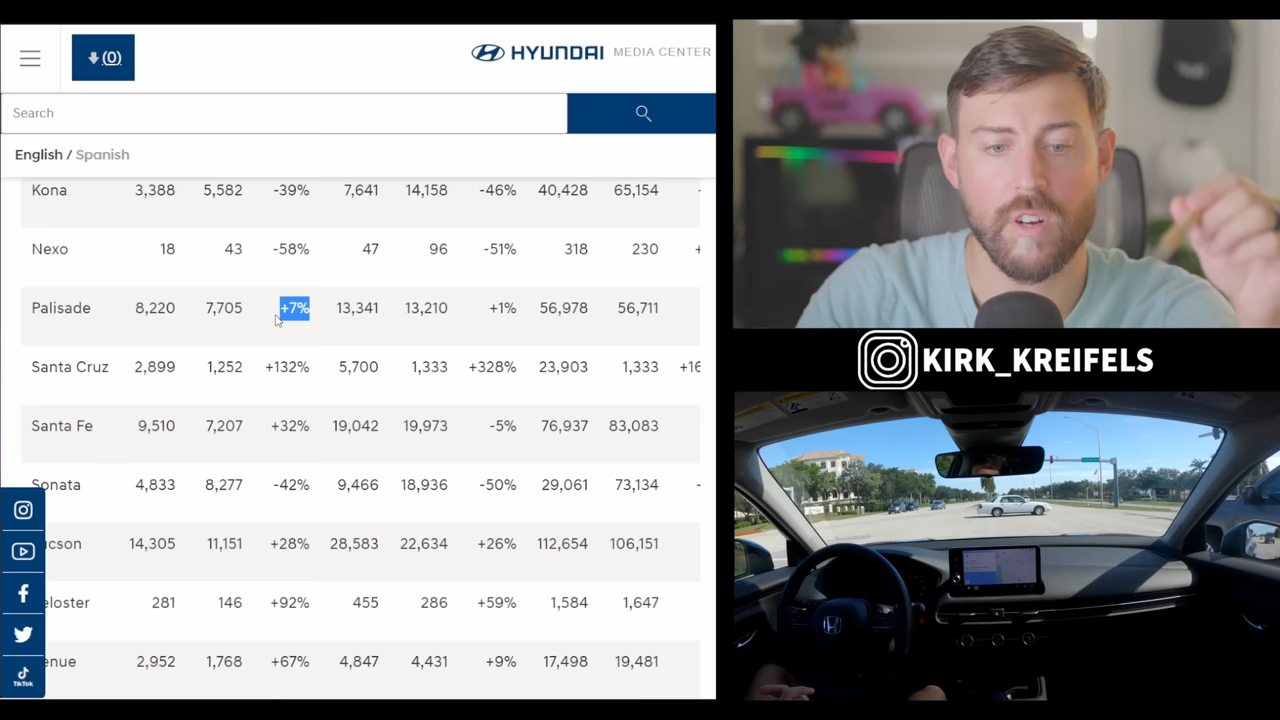 (0)
HYUNDAI MEDIA CENTER
Search
English / Spanish
Kona 3,388 5,582 -39% 7,641 14,158 -46% 40,428 65,154 -
Nexo 18 43 -58% 47 96 -51% 318 230 +
Palisade 8,220 7,705 +7% 13,341 13,210 +1% 56,978 56,711
Santa Cruz 2,899 1,252 +132% 5,700 1,333 +328% 23,903 1,333 +16
Santa Fe 9,510 7,207 +32% 19,042 19,973 -5% 76,937 83,083
Sonata 4,833 8,277 -42% 9,466 18,936 -50% 29,061 73,134 -
ucson 14,305 11,151 +28% 28,583 22,634 +26% 112,654 106,151
eloster 281 146 +92% 455 286 +59% 1,584 1,647
enue 2,952 1,768 +67% 4,847 4,431 +9% 17,498 19,481
TikTok
KIRK_KREIFELS